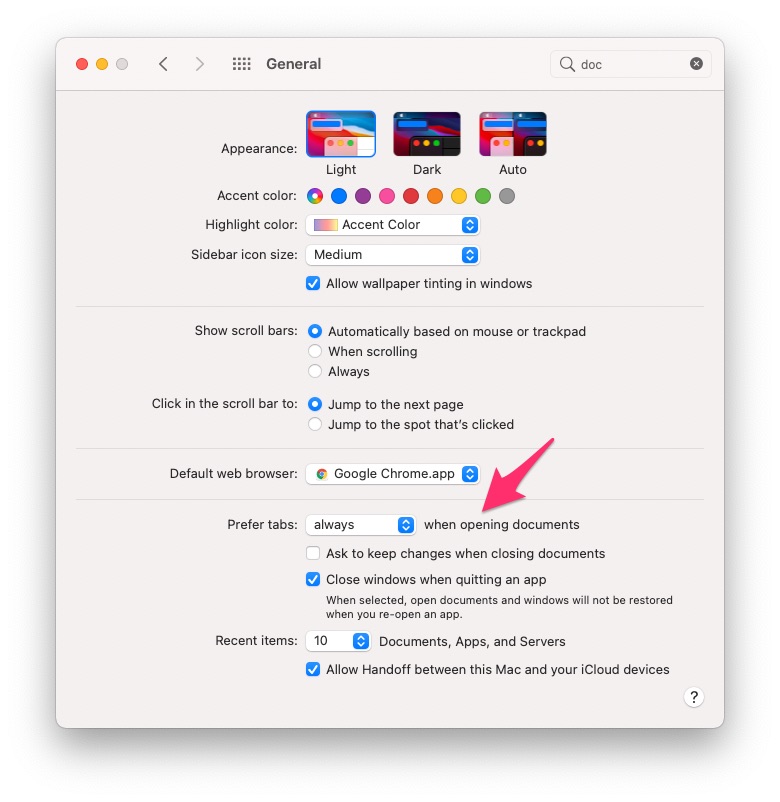 General
doc
Appearance:
Light
Dark
Auto
Accent color:
Highlight color: Accent Color
Sidebar icon size: Medium
Allow wallpaper tinting in windows
Show scroll bars: Automatically based on mouse or trackpad
When scrolling
Always
Click in the scroll bar to: Jump to the next page
Jump to the spot that's clicked
Default web browser: Google Chrome.app
Prefer tabs: always when opening documents
Ask to keep changes when closing documents
Close windows when quitting an app
When selected, open documents and windows will not be restored
when you re-open an app.
Recent items: 10 Documents, Apps, and Servers
Allow Handoff between this Mac and your iCloud devices
?